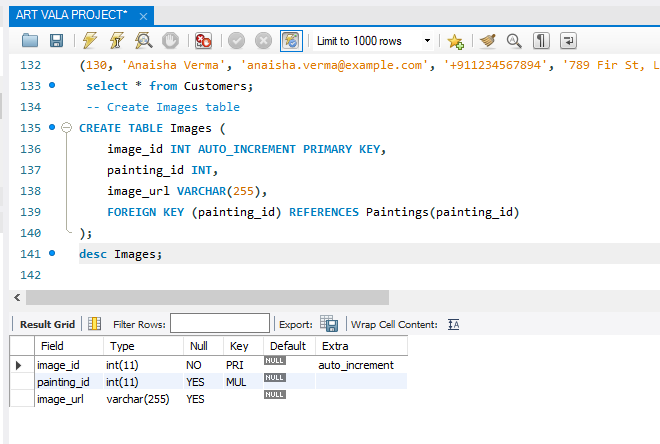 ART VALA PROJECT* ×
Limit to 1000 rows
132 (130, 'Anaisha Verma', 'anaisha.verma@example.com', '+911234567894', '789 Fir St, L
133 select * from Customers;
134 -- Create Images table
135 CREATE TABLE Images (
136 image_id INT AUTO_INCREMENT PRIMARY KEY,
137 painting_id INT,
138 image_url VARCHAR(255),
139 FOREIGN KEY (painting_id) REFERENCES Paintings(painting_id)
140 );
141 desc Images;
142
Result Grid Filter Rows: Export: Wrap Cell Content: IA
Field Type Null Key Default Extra
image_id int(11) NO PRI NULL auto_increment
painting_id int(11) YES MUL NULL
image_url varchar(255) YES NULL